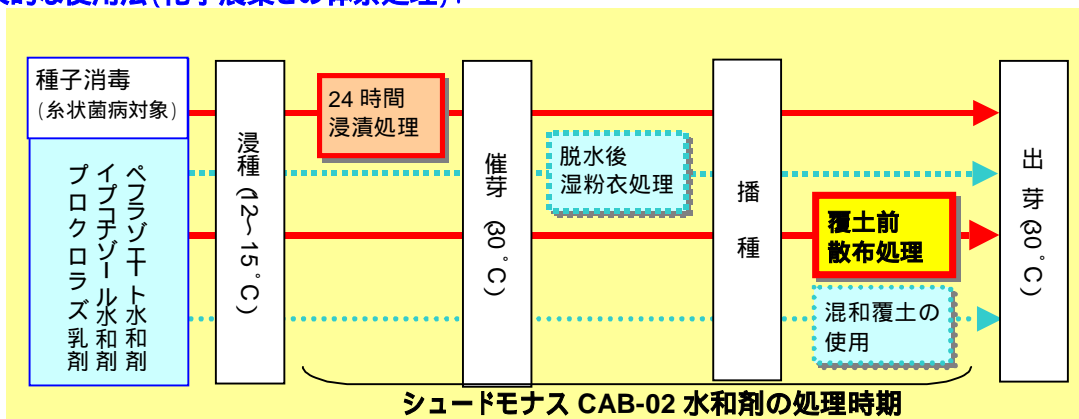 種子消毒
(糸状菌病対象)
ペフラゾエート水和剤
イプコナゾール水和剤
プロクロラズ乳剤
浸種(12～15°C)
24時間
浸漬処理
催芽(30°C)
脱水後
湿粉衣処理
播種
覆土前
散布処理
混和覆土の
使用
出芽(30°C)
シュードモナス CAB-02 水和剤の処理時期